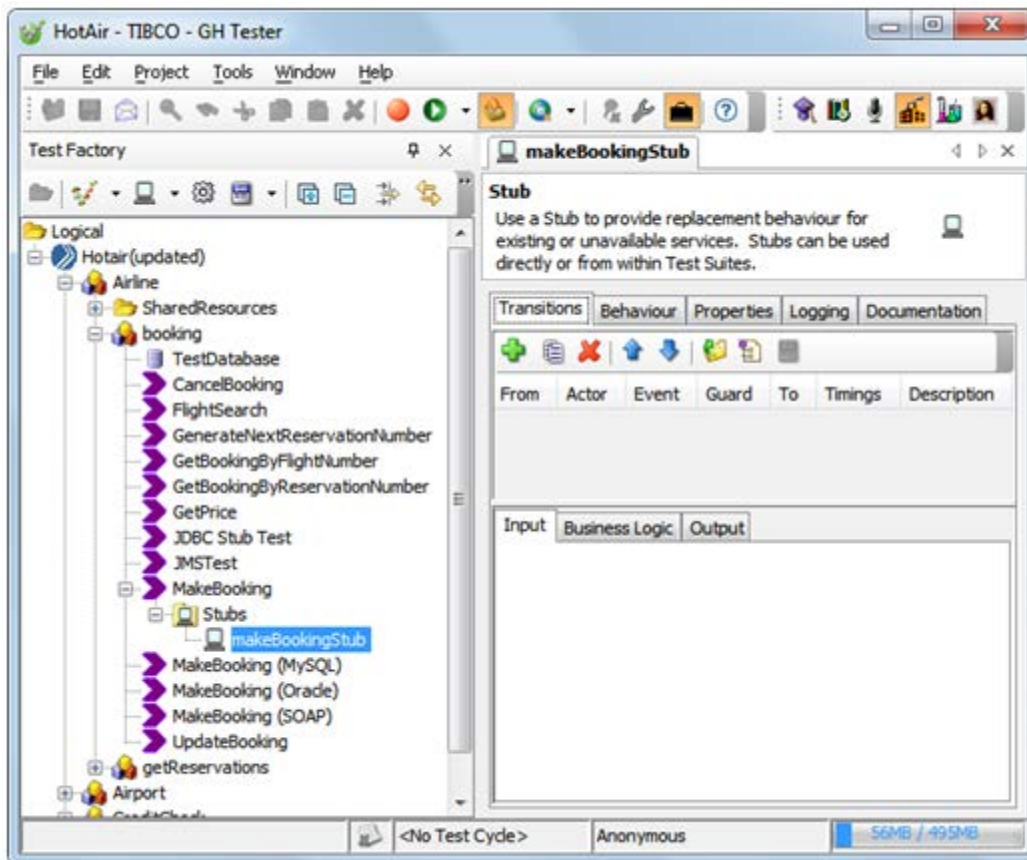 HotAir - TIBCO - GH Tester
File Edit Project Tools Window Help
Test Factory
makeBookingStub
Stub
Use a Stub to provide replacement behaviour for
existing or unavailable services. Stubs can be used
directly or from within Test Suites.
Logical
Hotair(updated)
Airline
SharedResources
booking
TestDatabase
CancelBooking
FlightSearch
GenerateNextReservationNumber
GetBookingByFlightNumber
GetBookingByReservationNumber
GetPrice
JDBC Stub Test
JMSTest
MakeBooking
Stubs
makeBookingStub
MakeBooking (MySQL)
MakeBooking (Oracle)
MakeBooking (SOAP)
UpdateBooking
getReservations
Airport
CreditCheck
Transitions Behaviour Properties Logging Documentation
From Actor Event Guard To Timings Description
Input Business Logic Output
<No Test Cycle> Anonymous 56MB / 495MB